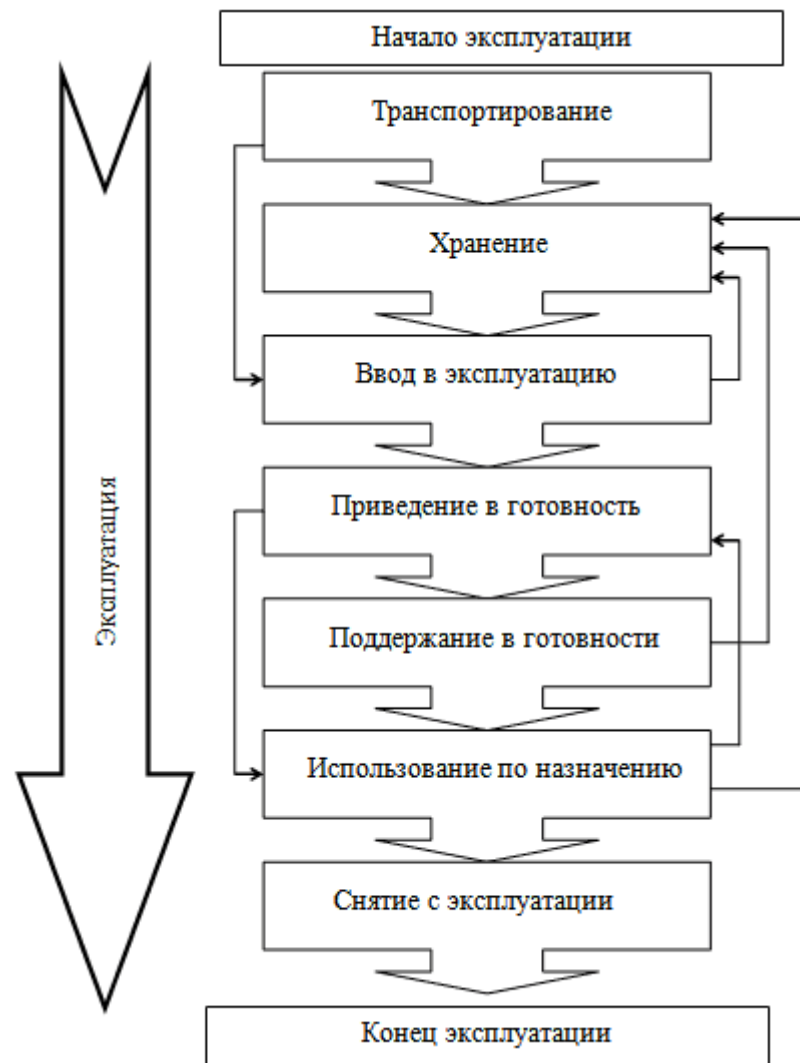 Начало эксплуатации
Транспортирование
Хранение
Ввод в эксплуатацию
Приведение в готовность
Поддержание в готовности
Использование по назначению
Снятие с эксплуатации
Конец эксплуатации
Эксплуатация